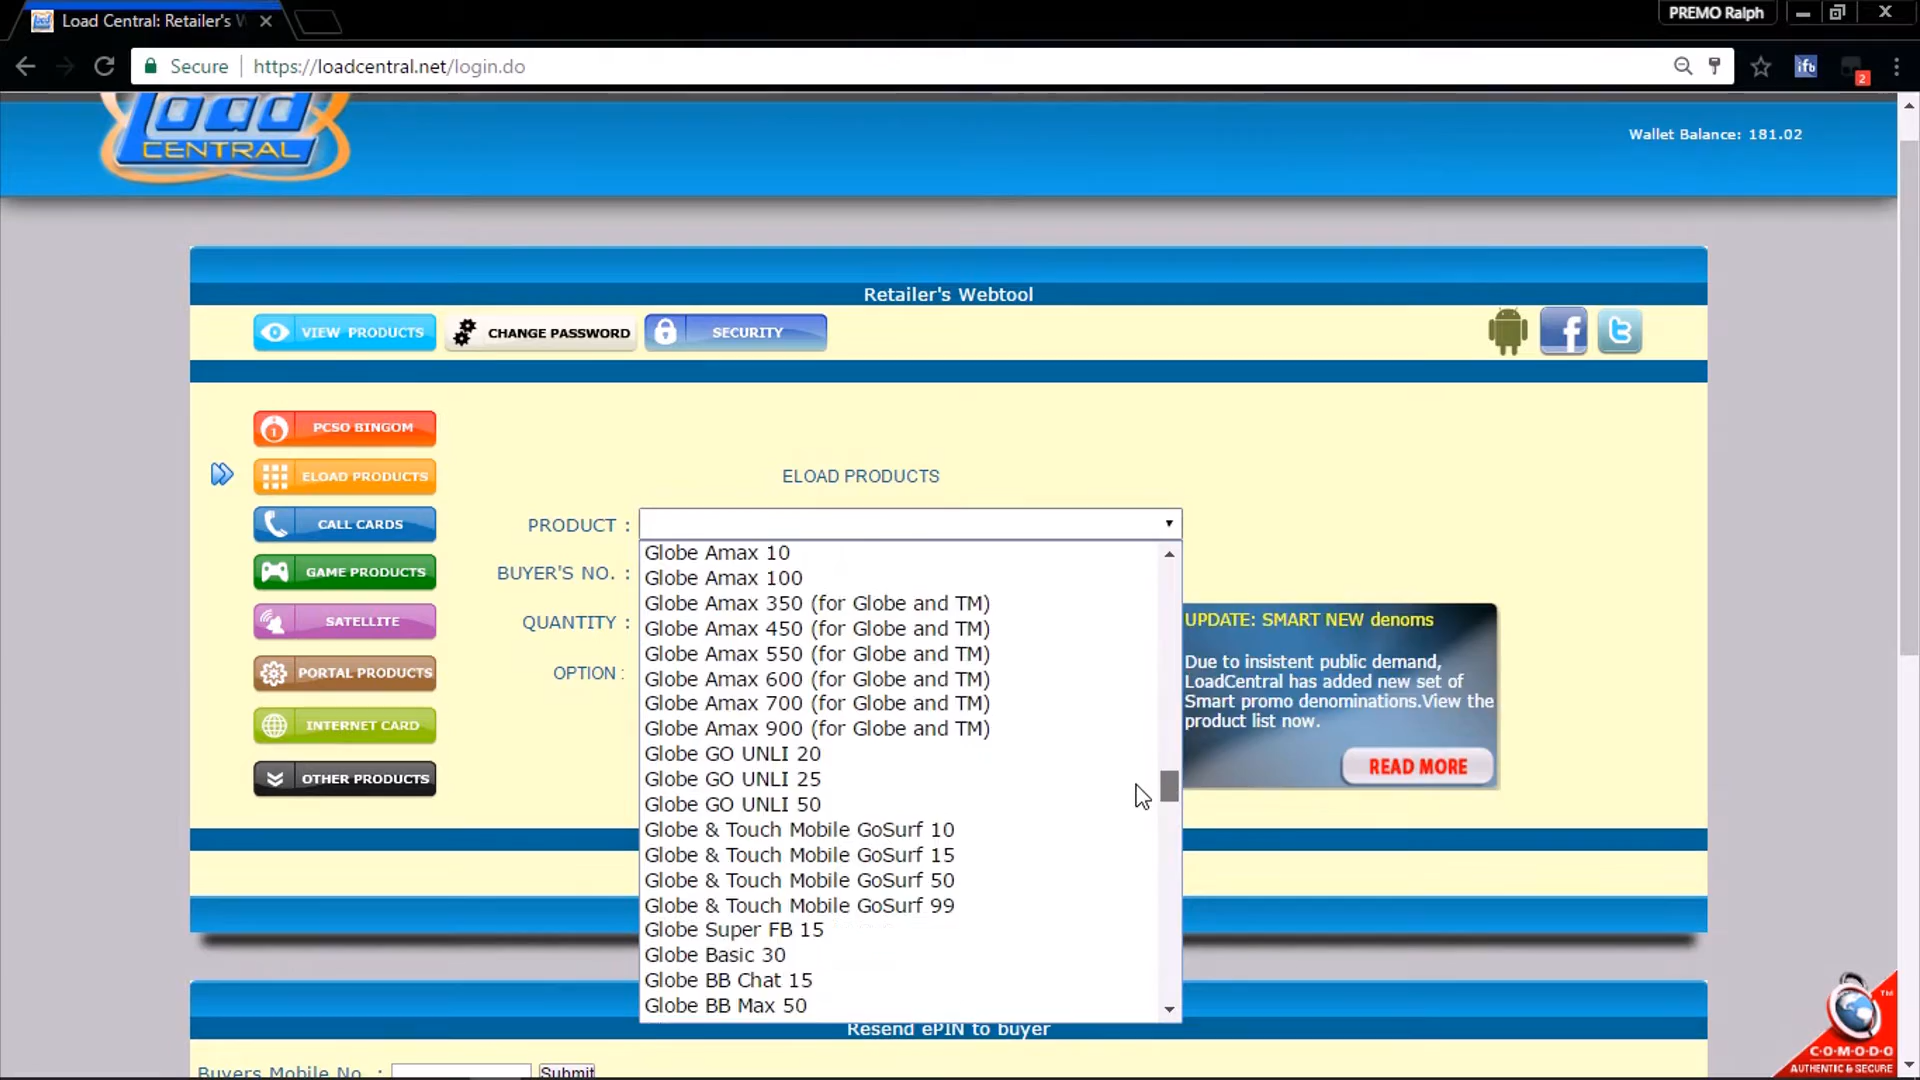 Load Central: Retailer's W
PREMO Ralph
Secure
https://loadcentral.net/login.do
ifb
2
Load
CENTRAL
Wallet Balance: 181.02
Retailer's Webtool
VIEW PRODUCTS
CHANGE PASSWORD
SECURITY
PCSO BINGOM
ELOAD PRODUCTS
CALL CARDS
GAME PRODUCTS
SATELLITE
PORTAL PRODUCTS
INTERNET CARD
OTHER PRODUCTS
ELOAD PRODUCTS
PRODUCT :
BUYER'S NO. :
QUANTITY :
OPTION :
Globe Amax 10
Globe Amax 100
Globe Amax 350 (for Globe and TM)
Globe Amax 450 (for Globe and TM)
Globe Amax 550 (for Globe and TM)
Globe Amax 600 (for Globe and TM)
Globe Amax 700 (for Globe and TM)
Globe Amax 900 (for Globe and TM)
Globe GO UNLI 20
Globe GO UNLI 25
Globe GO UNLI 50
Globe & Touch Mobile GoSurf 10
Globe & Touch Mobile GoSurf 15
Globe & Touch Mobile GoSurf 50
Globe & Touch Mobile GoSurf 99
Globe Super FB 15
Globe Basic 30
Globe BB Chat 15
Globe BB Max 50
UPDATE: SMART NEW denoms
Due to insistent public demand,
LoadCentral has added new set of
Smart promo denominations.View the
product list now.
READ MORE
Resend ePIN to buyer
Buyers Mobile No. :
Submit
TM
C·O·M·O·D·O
AUTHENTIC & SECURE